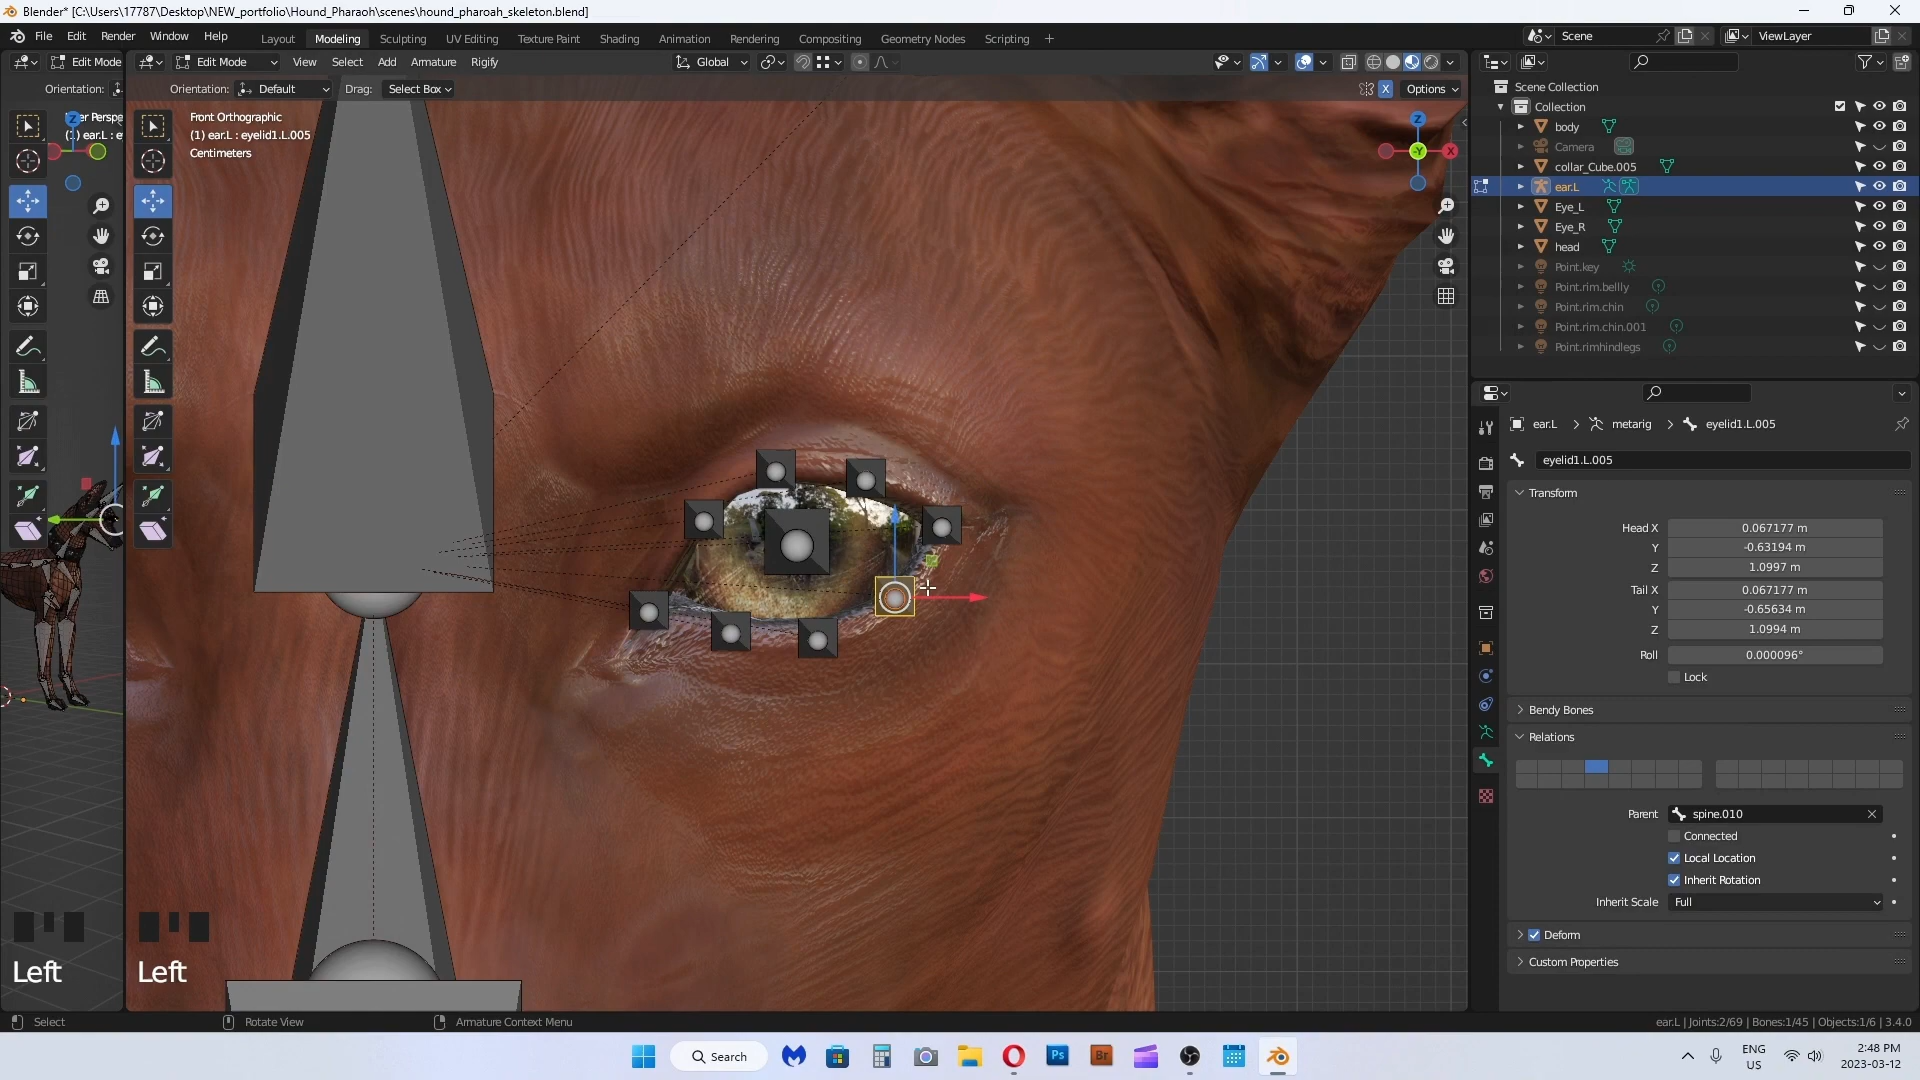 Blender* [C:\Users\17787\Desktop\NEW_portfolio\Hound_Pharaoh\scenes\hound_pharoah_skeleton.blend]
File Edit Render Window Help
Layout Modeling Sculpting UV Editing Texture Paint Shading Animation Rendering Compositing Geometry Nodes Scripting
Scene
ViewLayer
Edit Mode
Edit Mode View Select Add Armature Rigify
Global
Orientation:
Orientation: Default Drag: Select Box
X
Options
(1) ear.L : e
Front Orthographic
(1) ear.L : eyelid1.L.005
Centimeters
Z
Z
-Y
X
Scene Collection
Collection
body
Camera
collar_Cube.005
ear.L
Eye_L
Eye_R
head
Point.key
Point.rim.bellly
Point.rim.chin
Point.rim.chin.001
Point.rimhindlegs
ear.L > metarig > eyelid1.L.005
eyelid1.L.005
Transform
Head X 0.067177 m
Y -0.63194 m
Z 1.0997 m
Tail X 0.067177 m
Y -0.65634 m
Z 1.0994 m
Roll 0.000096°
Lock
Bendy Bones
Relations
Parent spine.010
Connected
Local Location
Inherit Rotation
Inherit Scale Full
Deform
Custom Properties
Left
Left
Select Rotate View Armature Context Menu
ear.L | Joints:2/69 | Bones:1/45 | Objects:1/6 | 3.4.0
Search
Ps
Br
ENG
US
2:48 PM
2023-03-12